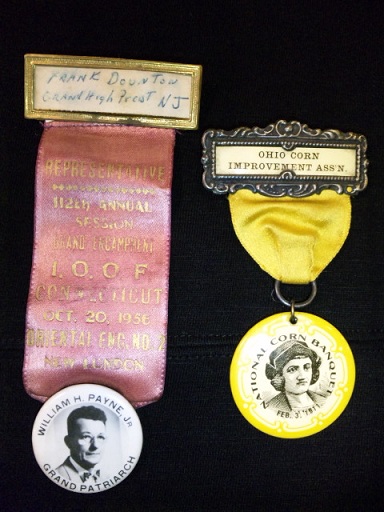 FRANK DOUNTON
GRAND High Priest NJ
REPRESENTATIVE
112th ANNUAL
SESSION
GRAND ENCAMPMENT
I.O.O.F.
CONNECTICUT
OCT. 20, 1956
ORIENTAL ENC. NO. 2
NEW LONDON
WILLIAM H. PAYNE, JR
GRAND PATRIARCH
OHIO CORN
IMPROVEMENT ASS'N.
NATIONAL CORN BANQUET
FEB. 3, 1911.